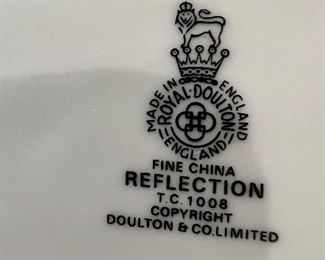 MADE IN ENGLAND
ROYAL·DOULTON
ENGLAND
FINE CHINA
REFLECTION
T.C. 1008
COPYRIGHT
DOULTON & CO. LIMITED